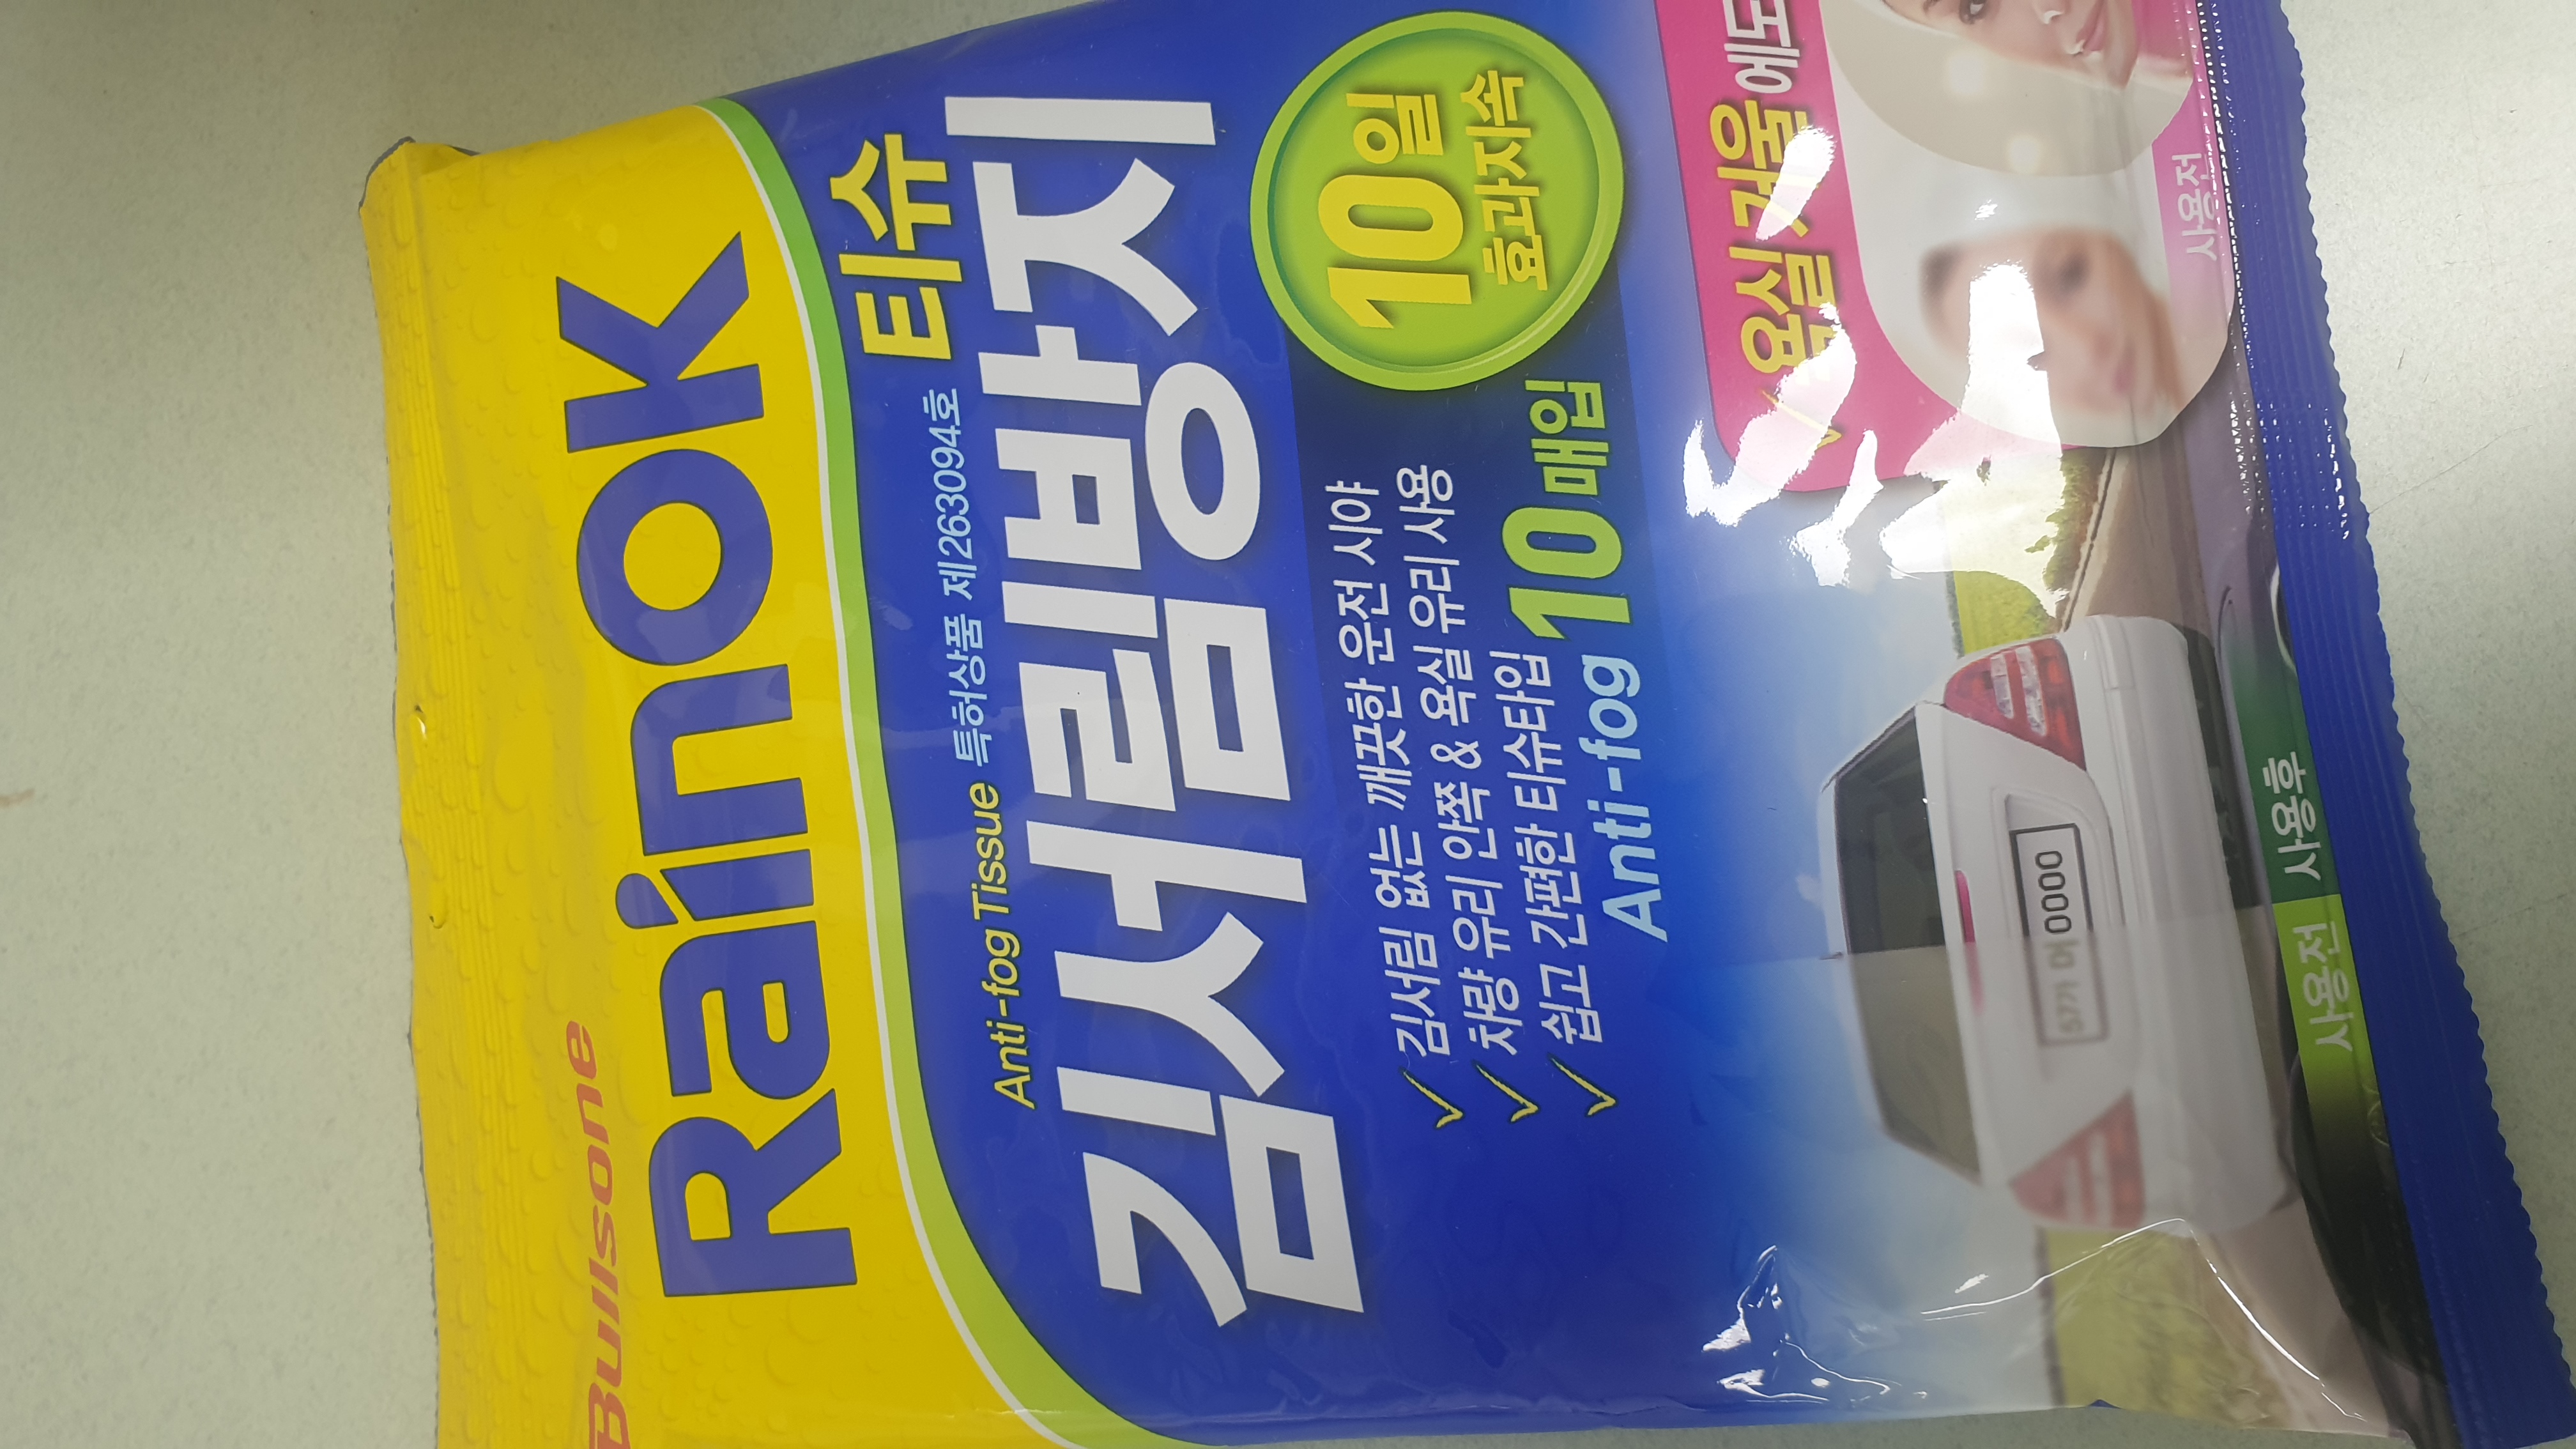 Bullsone
Rainok
Anti-fog Tissue 특허상품 제263094호 티슈
김서림방지
김서림 없는 깨끗한 운전 시야
차량 유리 안쪽 & 욕실 유리 사용
쉽고 간편한 티슈타입
Anti-fog 10매입
10일
효과지속
욕실거울에도
사용전
0000
사용전 사용후